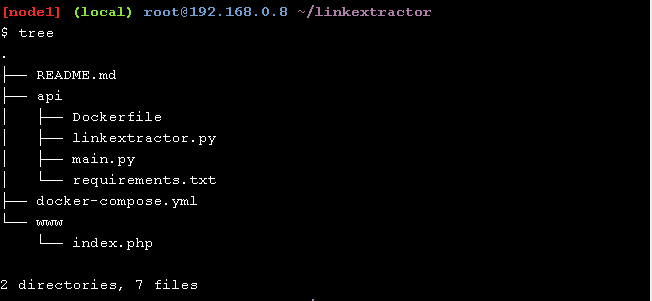 [node1] (local) root@192.168.0.8 ~/linkextractor
$ tree
.
├── README.md
├── api
│   ├── Dockerfile
│   ├── linkextractor.py
│   ├── main.py
│   └── requirements.txt
├── docker-compose.yml
└── www
    └── index.php
2 directories, 7 files